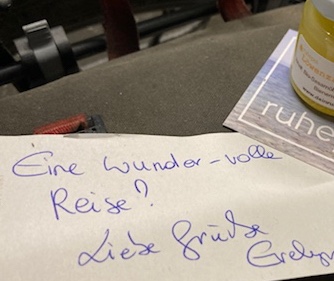 ruhe
Eine wunder-volle
Reise?
Liebe Grüße